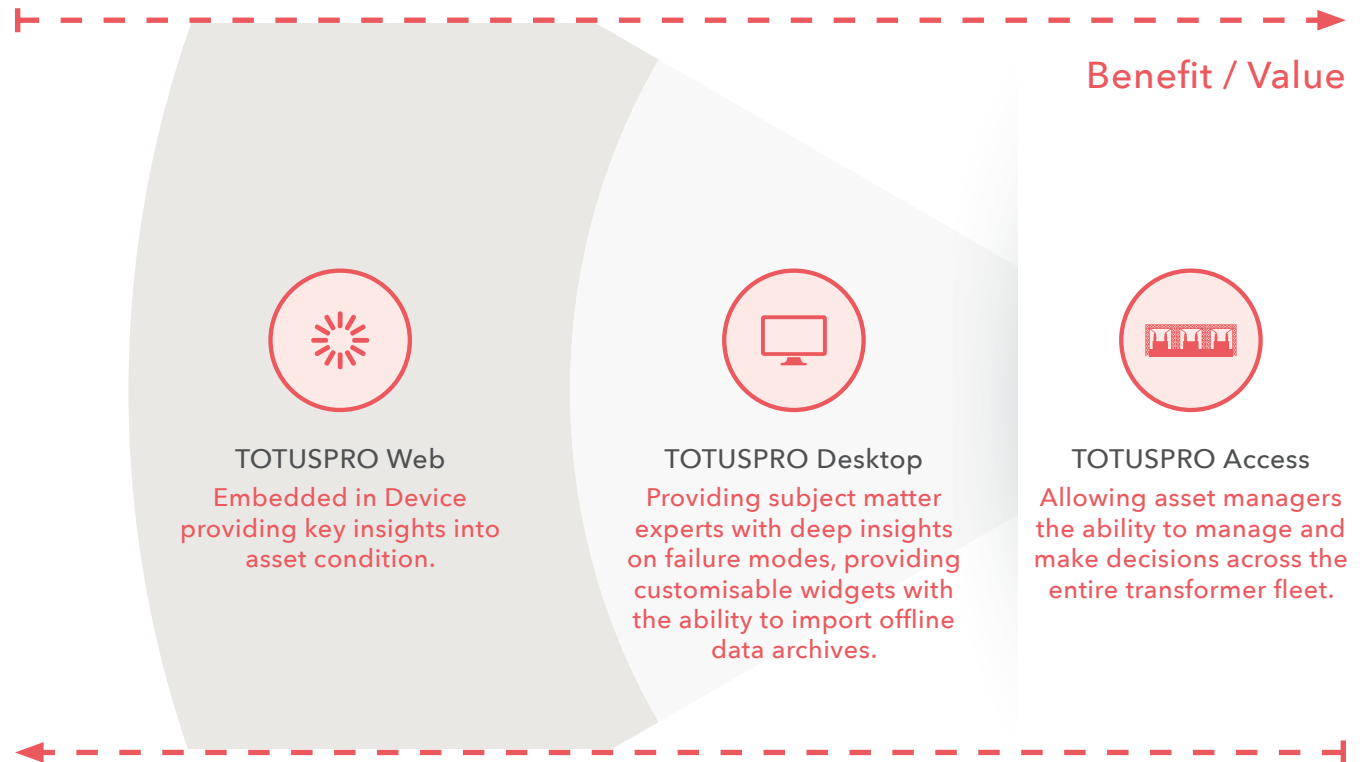 Benefit / Value
TOTUSPRO Web
Embedded in Device
providing key insights into
asset condition.
TOTUSPRO Desktop
Providing subject matter
experts with deep insights
on failure modes, providing
customisable widgets with
the ability to import offline
data archives.
TOTUSPRO Access
Allowing asset managers
the ability to manage and
make decisions across the
entire transformer fleet.